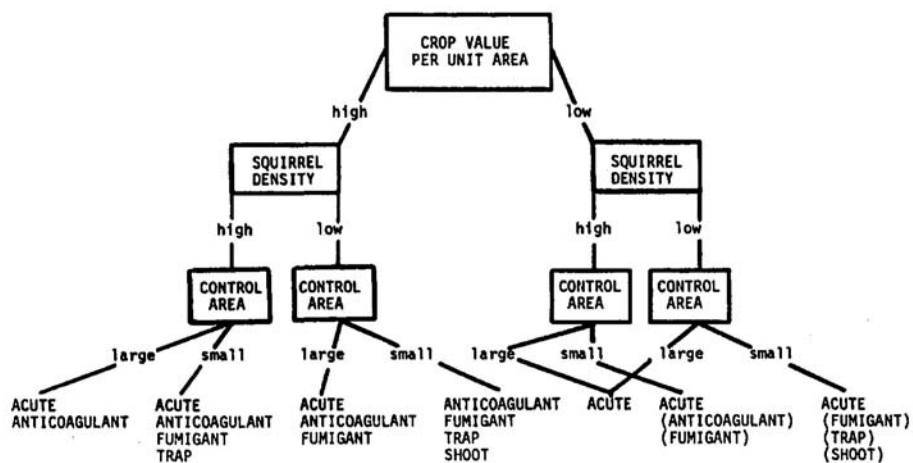 CROP VALUE
PER UNIT AREA
high
low
SQUIRREL
DENSITY
SQUIRREL
DENSITY
high
low
high
low
CONTROL
AREA
CONTROL
AREA
CONTROL
AREA
CONTROL
AREA
large
small
large
small
large
small
large
small
ACUTE
ANTICOAGULANT
ACUTE
ANTICOAGULANT
FUMIGANT
TRAP
ACUTE
ANTICOAGULANT
FUMIGANT
ANTICOAGULANT
FUMIGANT
TRAP
SHOOT
ACUTE
ACUTE
(ANTICOAGULANT)
(FUMIGANT)
ACUTE
(FUMIGANT)
(TRAP)
(SHOOT)